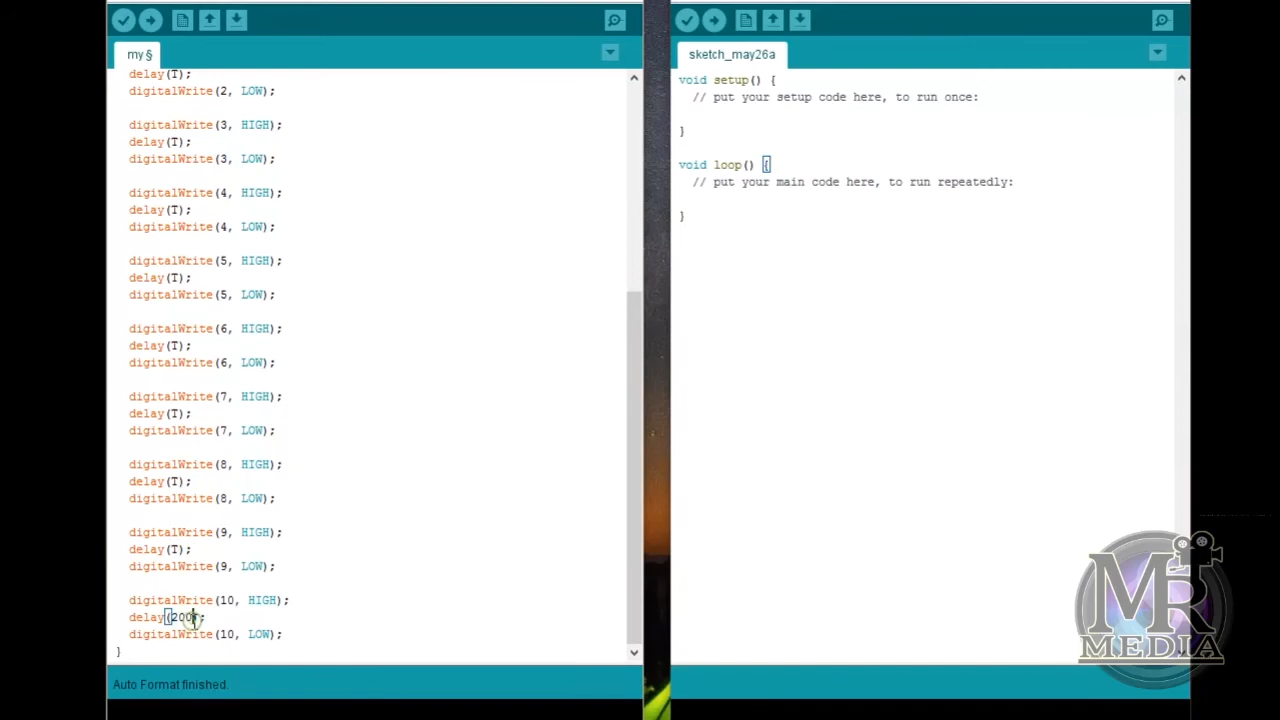 my §
delay(T);
digitalWrite(2, LOW);
digitalWrite(3, HIGH);
delay(T);
digitalWrite(3, LOW);
digitalWrite(4, HIGH);
delay(T);
digitalWrite(4, LOW);
digitalWrite(5, HIGH);
delay(T);
digitalWrite(5, LOW);
digitalWrite(6, HIGH);
delay(T);
digitalWrite(6, LOW);
digitalWrite(7, HIGH);
delay(T);
digitalWrite(7, LOW);
digitalWrite(8, HIGH);
delay(T);
digitalWrite(8, LOW);
digitalWrite(9, HIGH);
delay(T);
digitalWrite(9, LOW);
digitalWrite(10, HIGH);
delay(200);
digitalWrite(10, LOW);
}
Auto Format finished.
sketch_may26a
void setup() {
// put your setup code here, to run once:
}
void loop() {
// put your main code here, to run repeatedly:
}
MR
MEDIA